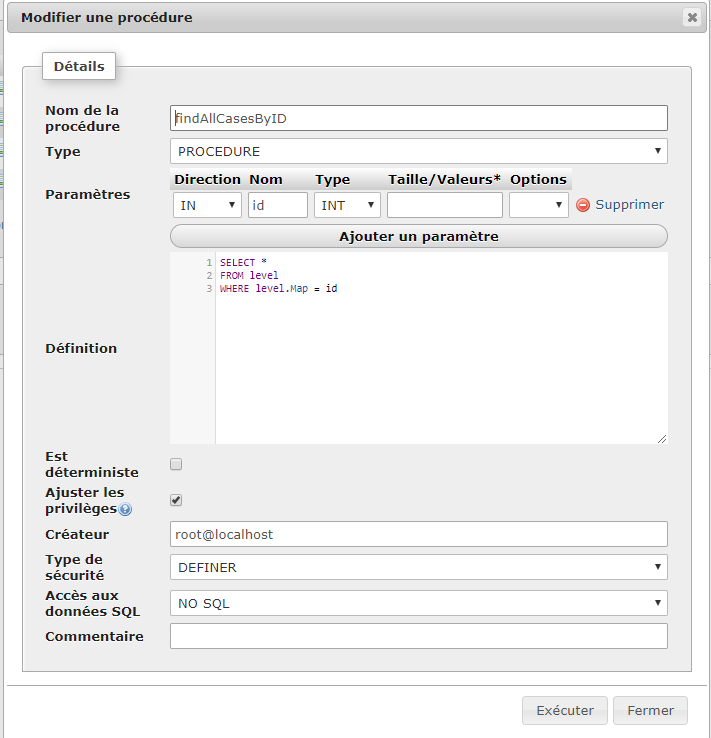 Modifier une procédure
Détails
Nom de la procédure
findAllCasesByID
Type
PROCEDURE
Paramètres
Direction Nom Type Taille/Valeurs* Options
IN id INT Supprimer
Ajouter un paramètre
Définition
1 SELECT *
2 FROM level
3 WHERE level.Map = id
Est déterministe
Ajuster les privilèges
Créateur
root@localhost
Type de sécurité
DEFINER
Accès aux données SQL
NO SQL
Commentaire
Exécuter Fermer